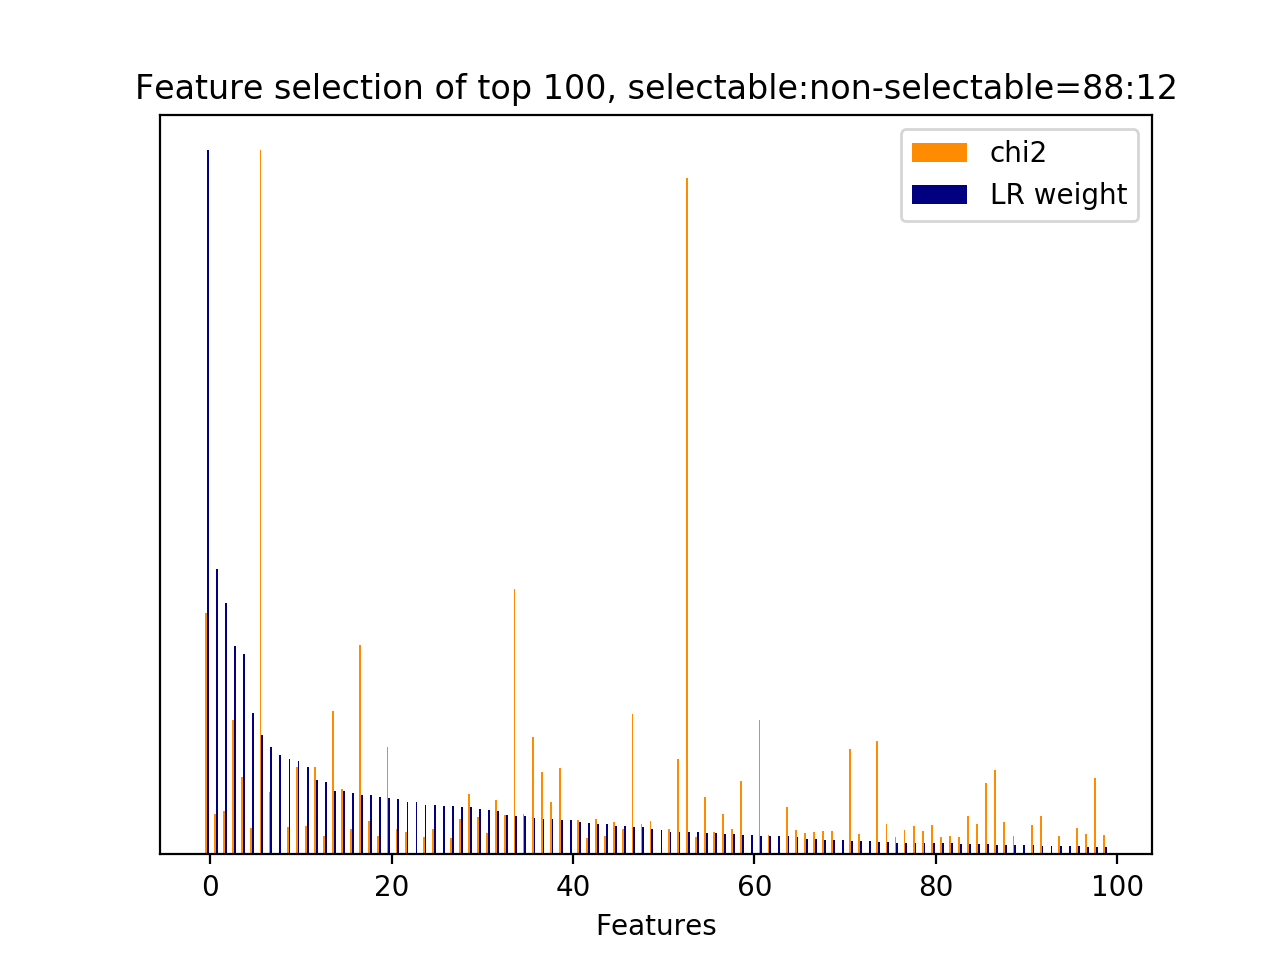 Feature selection of top 100, selectable:non-selectable=88:12
chi2
LR weight
0 20 40 60 80 100
Features